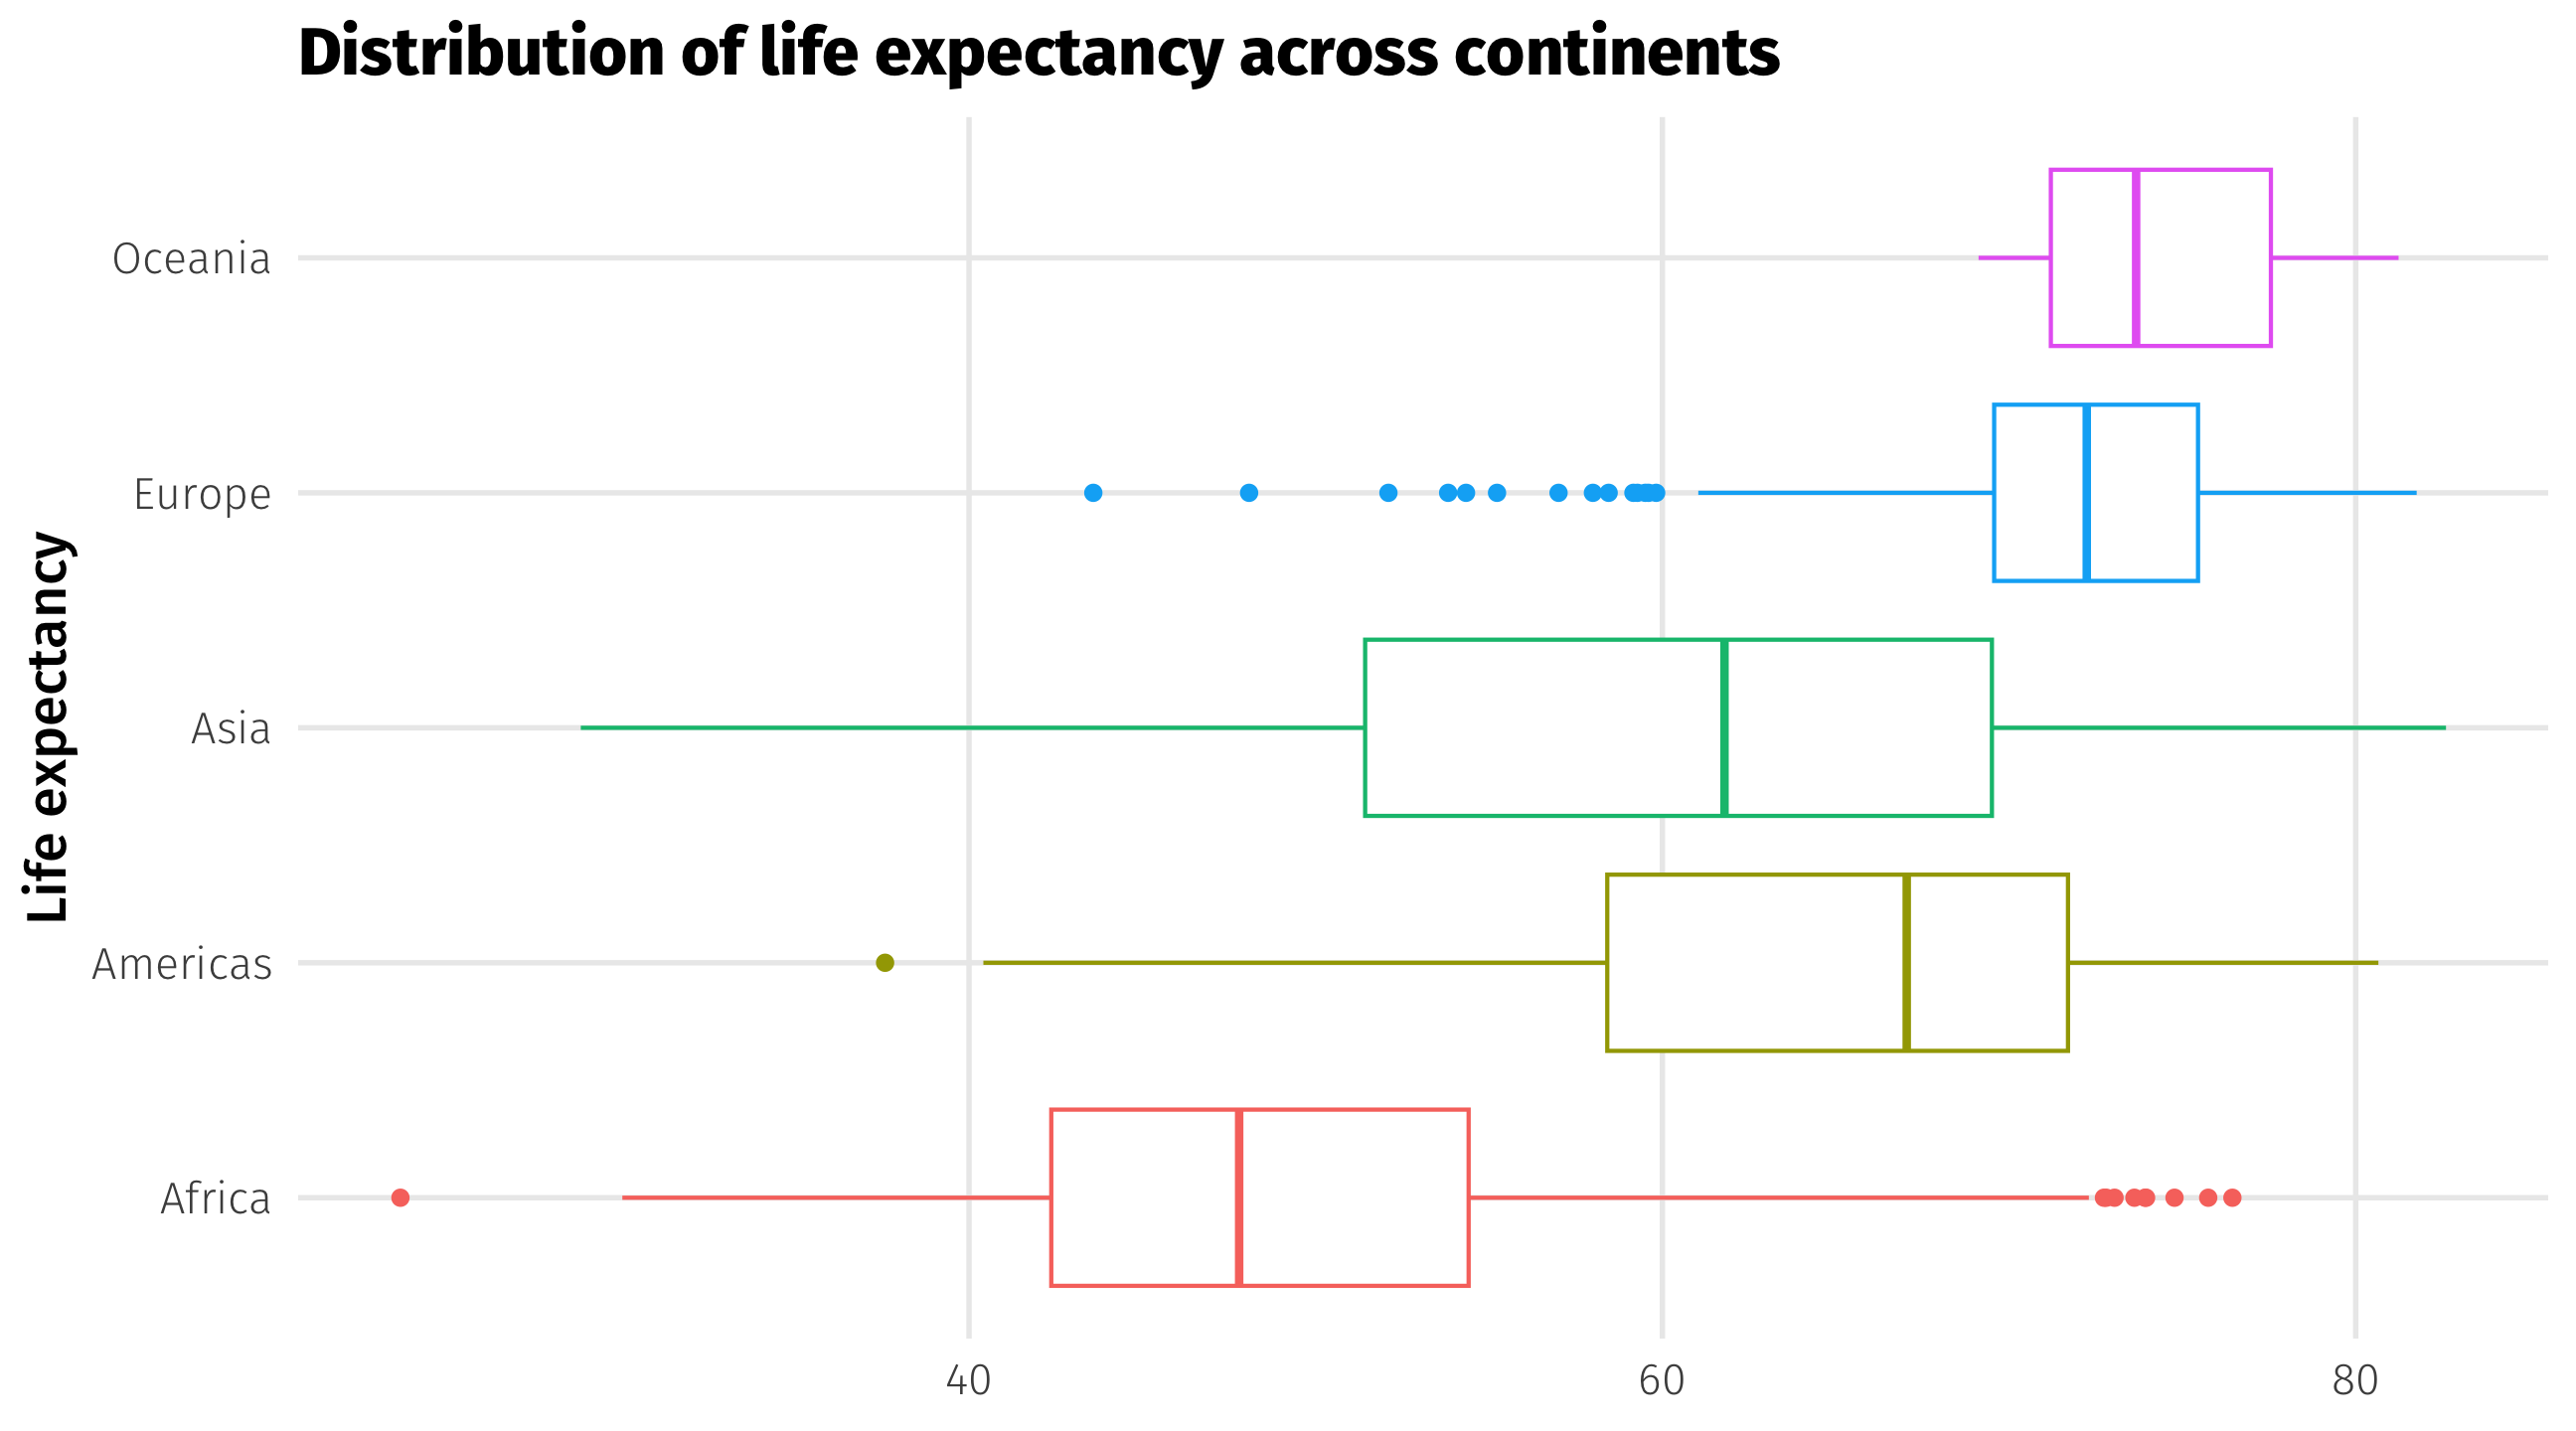 Distribution of life expectancy across continents
Life expectancy
Oceania
Europe
Asia
Americas
Africa
40 60 80